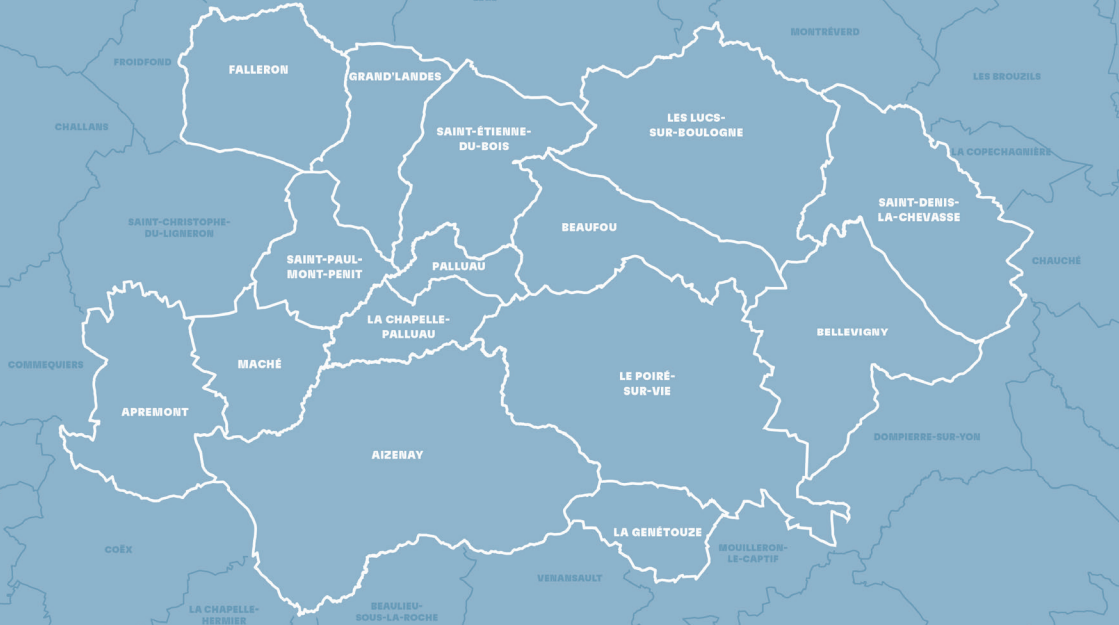 MONTRÉVERD
FROIDFOND
FALLERON
GRAND'LANDES
LES BROUZILS
CHALLANS
SAINT-ÉTIENNE-
DU-BOIS
LES LUCS-
SUR-BOULOGNE
LA COPECHAGNIÈRE
SAINT-CHRISTOPHE-
DU-LIGNERON
BEAUFOU
SAINT-DENIS-
LA-CHEVASSE
SAINT-PAUL-
MONT-PENIT
PALLUAU
CHAUCHÉ
LA CHAPELLE-
PALLUAU
BELLEVIGNY
COMMEQUIERS
MACHÉ
LE POIRÉ-
SUR-VIE
APREMONT
DOMPIERRE-SUR-YON
AIZENAY
LA GENÉTOUZE
COËX
MOUILLERON-
LE-CAPTIF
VENANSAULT
LA CHAPELLE-
HERMIER
BEAULIEU-
SOUS-LA-ROCHE